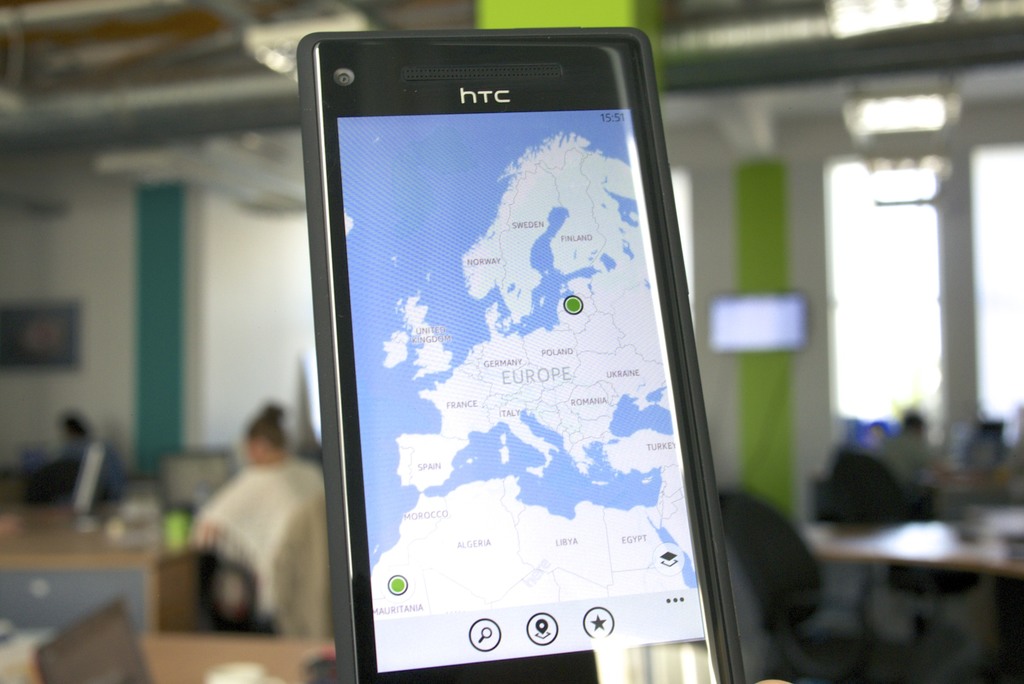 hTC
15:51
SWEDEN
FINLAND
NORWAY
UNITED
KINGDOM
POLAND
GERMANY
EUROPE
UKRAINE
FRANCE
ROMANIA
ITALY
TURKEY
SPAIN
MOROCCO
ALGERIA
LIBYA
EGYPT
MAURITANIA